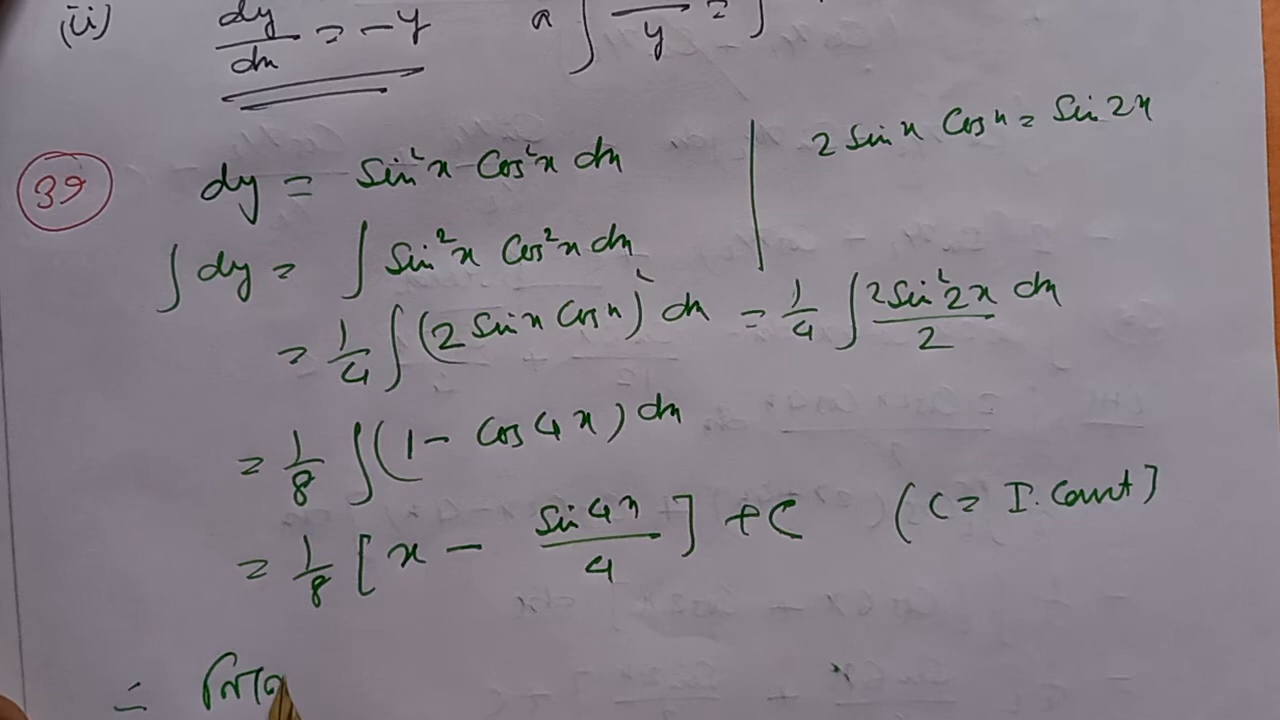 (ii) dy/dx = -y ∫ /y = ∫
39 dy = Sin²x Cos²x dx | 2 Sin x Cos x = Sin 2x
∫ dy = ∫ Sin²x Cos²x dx
= 1/4 ∫ (2 Sin x Cos x)² dx = 1/4 ∫ 2 Sin²2x/2 dx
= 1/8 ∫ (1 - Cos 4x) dx
= 1/8 [x - Sin 4x/4] + C (C = I. Const)
=